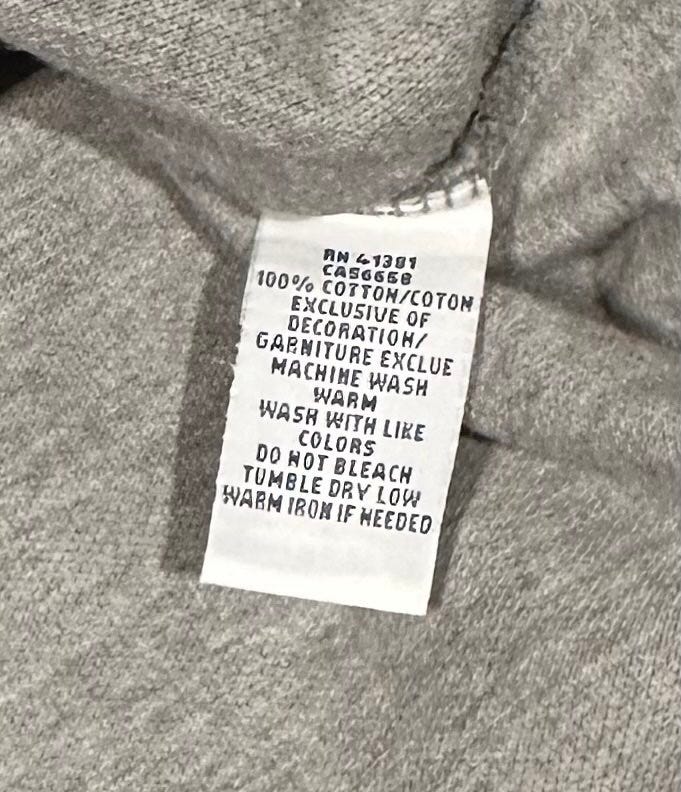 RN 41381
CA56658
100% COTTON/COTON
EXCLUSIVE OF
DECORATION/
GARNITURE EXCLUE
MACHINE WASH
WARM
WASH WITH LIKE
COLORS
DO NOT BLEACH
TUMBLE DRY LOW
WARM IRON IF NEEDED